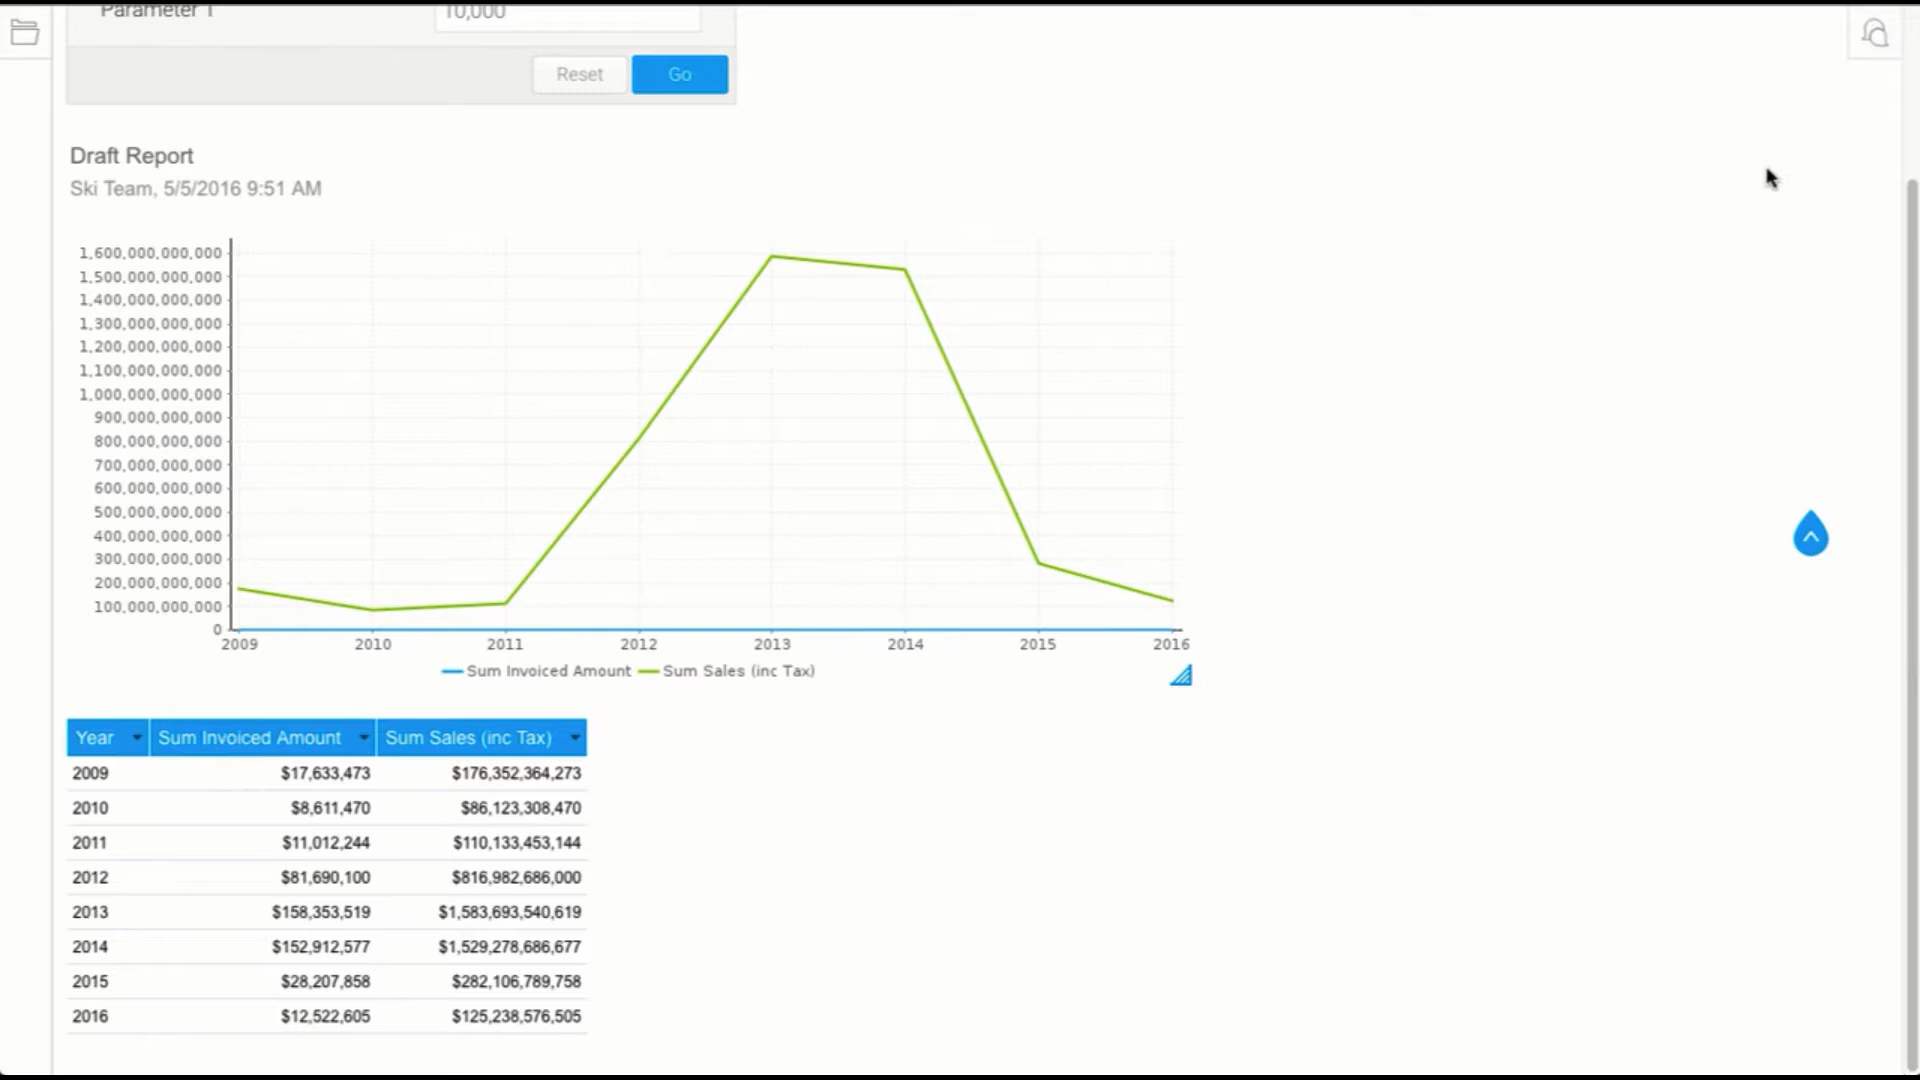 Parameter 1
10,000
Reset
Go
Draft Report
Ski Team, 5/5/2016 9:51 AM
1,600,000,000,000
1,500,000,000,000
1,400,000,000,000
1,300,000,000,000
1,200,000,000,000
1,100,000,000,000
1,000,000,000,000
900,000,000,000
800,000,000,000
700,000,000,000
600,000,000,000
500,000,000,000
400,000,000,000
300,000,000,000
200,000,000,000
100,000,000,000
0
2009 2010 2011 2012 2013 2014 2015 2016
Sum Invoiced Amount Sum Sales (inc Tax)
Year Sum Invoiced Amount Sum Sales (inc Tax)
2009 $17,633,473 $176,352,364,273
2010 $8,611,470 $86,123,308,470
2011 $11,012,244 $110,133,453,144
2012 $81,690,100 $816,982,686,000
2013 $158,353,519 $1,583,693,540,619
2014 $152,912,577 $1,529,278,686,677
2015 $28,207,858 $282,106,789,758
2016 $12,522,605 $125,238,576,505